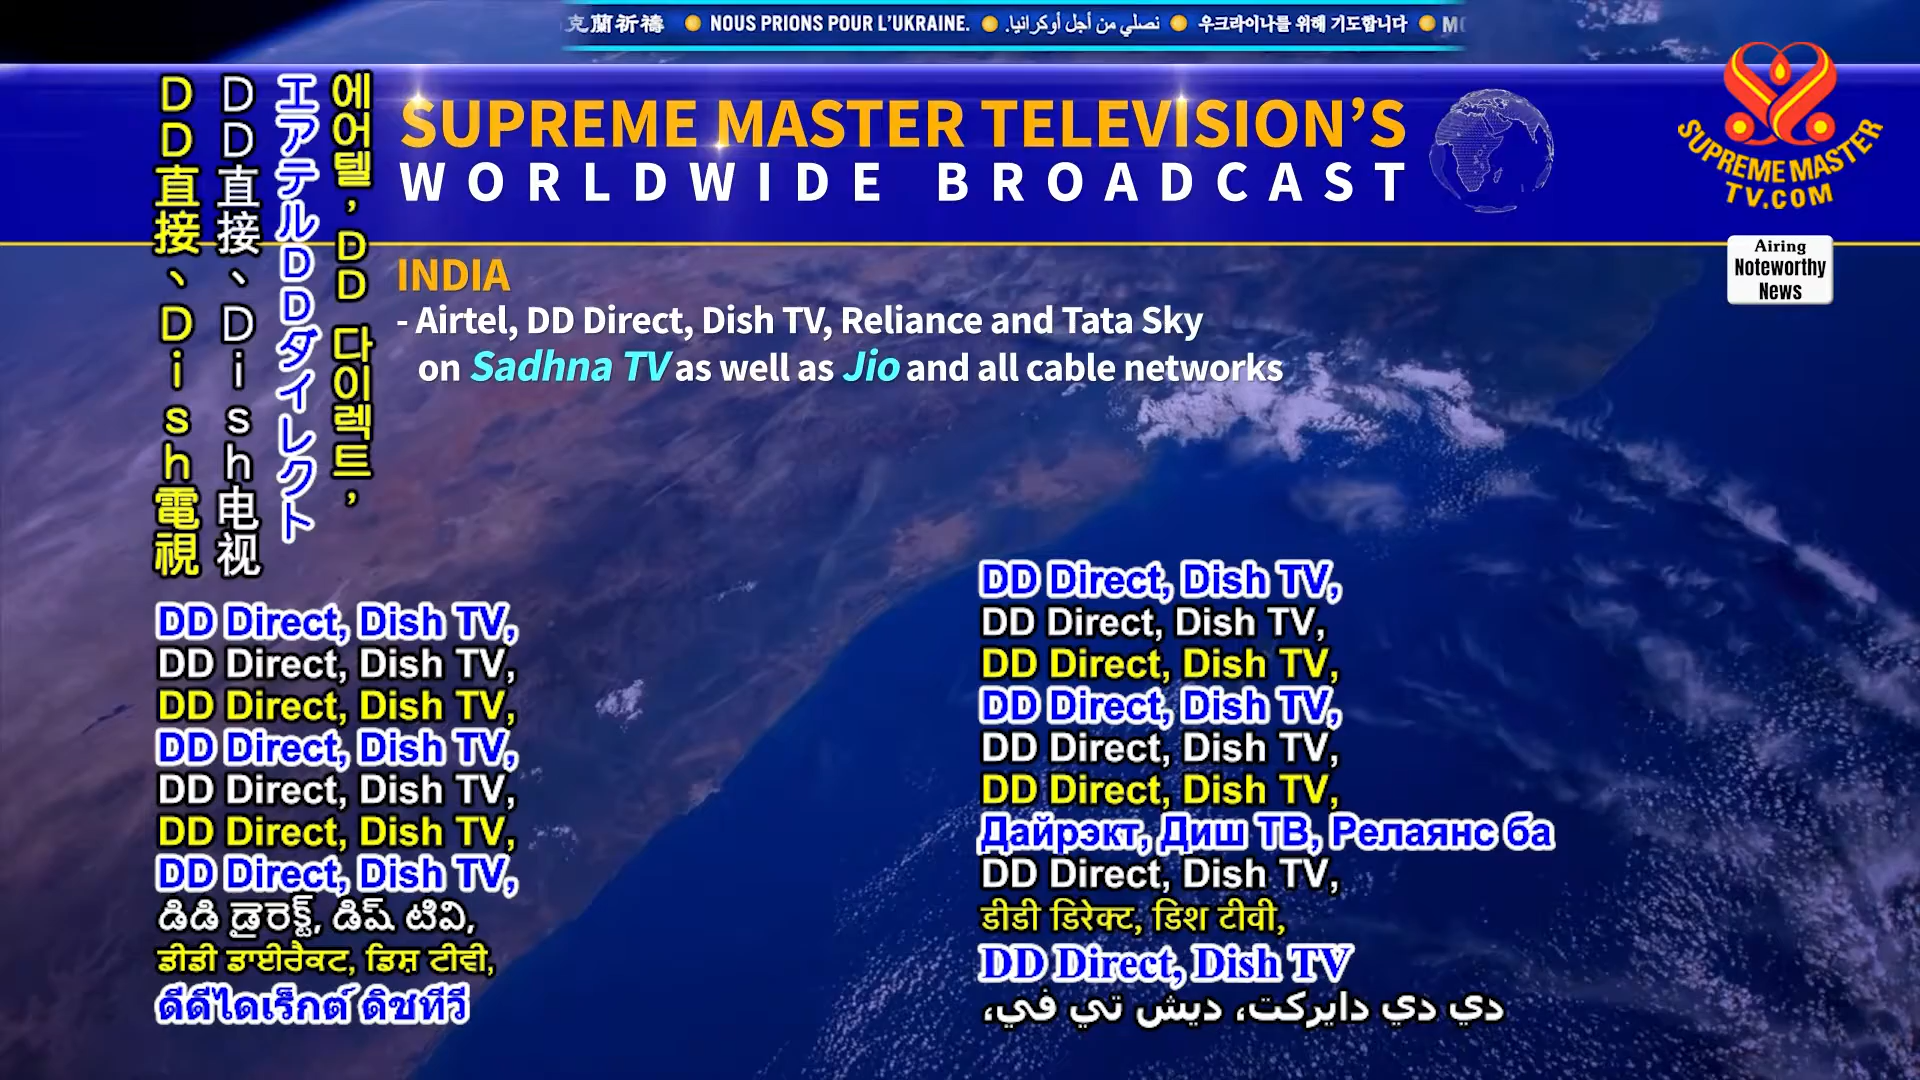 克蘭祈禱 NOUS PRIONS POUR L'UKRAINE. نصلي من أجل أوكرانيا. 우크라이나를 위해 기도합니다
SUPREME MASTER TELEVISION'S
WORLDWIDE BROADCAST
SUPREME MASTER
TV.COM
Airing
Noteworthy
News
INDIA
- Airtel, DD Direct, Dish TV, Reliance and Tata Sky
on Sadhna TV as well as Jio and all cable networks
ＤＤ直接、Ｄｉｓｈ電視
ＤＤ直接、Ｄｉｓｈ电视
エアテルＤＤダイレクト
에어텔, DD 다이렉트,
DD Direct, Dish TV,
DD Direct, Dish TV,
DD Direct, Dish TV,
DD Direct, Dish TV,
DD Direct, Dish TV,
DD Direct, Dish TV,
DD Direct, Dish TV,
డిడి డైరెక్ట్, డిష్ టివి,
ਡੀਡੀ ਡਾਈਰੈਕਟ, ਡਿਸ਼ ਟੀਵੀ,
ดีดีไดเร็กต์ ดิชทีวี
DD Direct, Dish TV,
DD Direct, Dish TV,
DD Direct, Dish TV,
DD Direct, Dish TV,
DD Direct, Dish TV,
DD Direct, Dish TV,
Дайрэкт, Диш ТВ, Релаянс ба
DD Direct, Dish TV,
डीडी डिरेक्ट, डिश टीवी,
DD Direct, Dish TV
دي دي دايركت، ديش تي في،